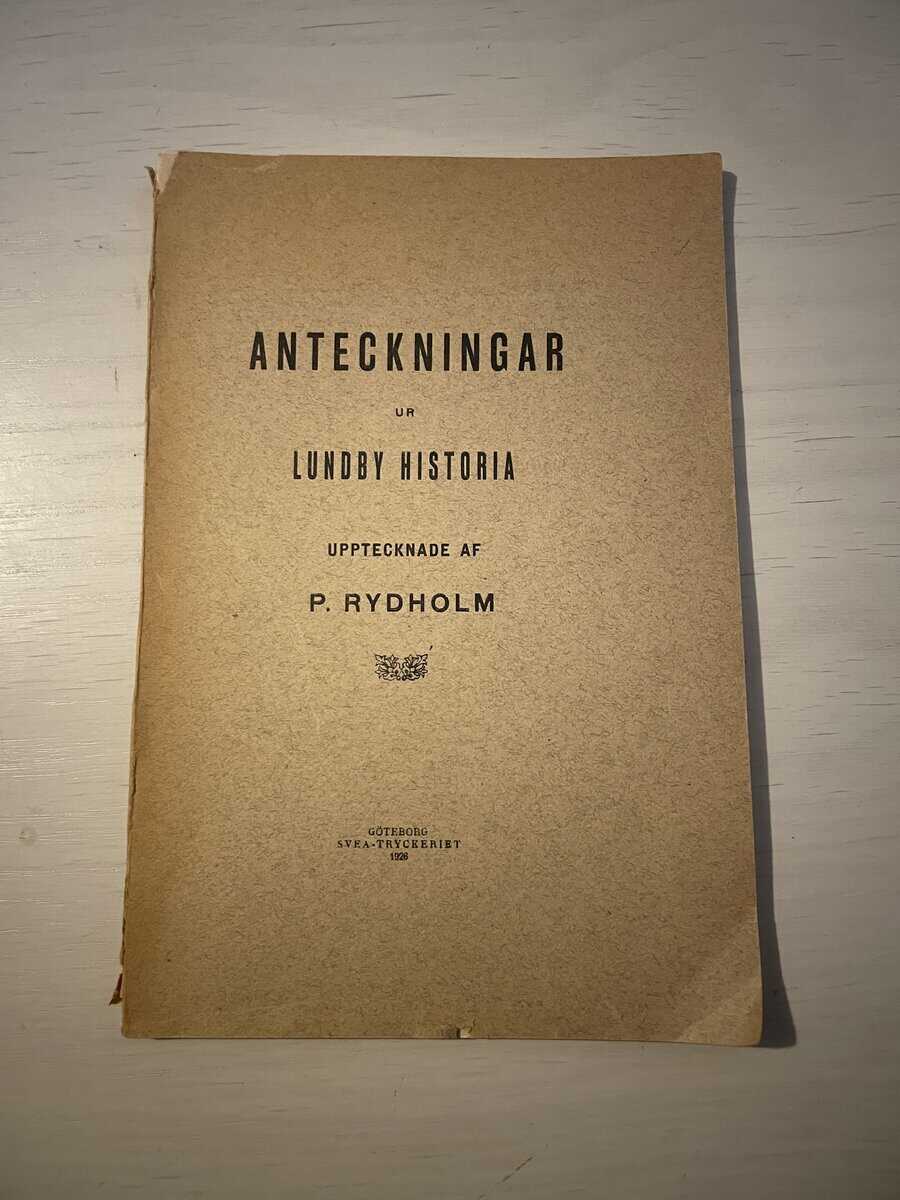 ANTECKNINGAR
UR
LUNDBY HISTORIA
UPPTECKNADE AF
P. RYDHOLM
GÖTEBORG
SVEA-TRYCKERIET
1926